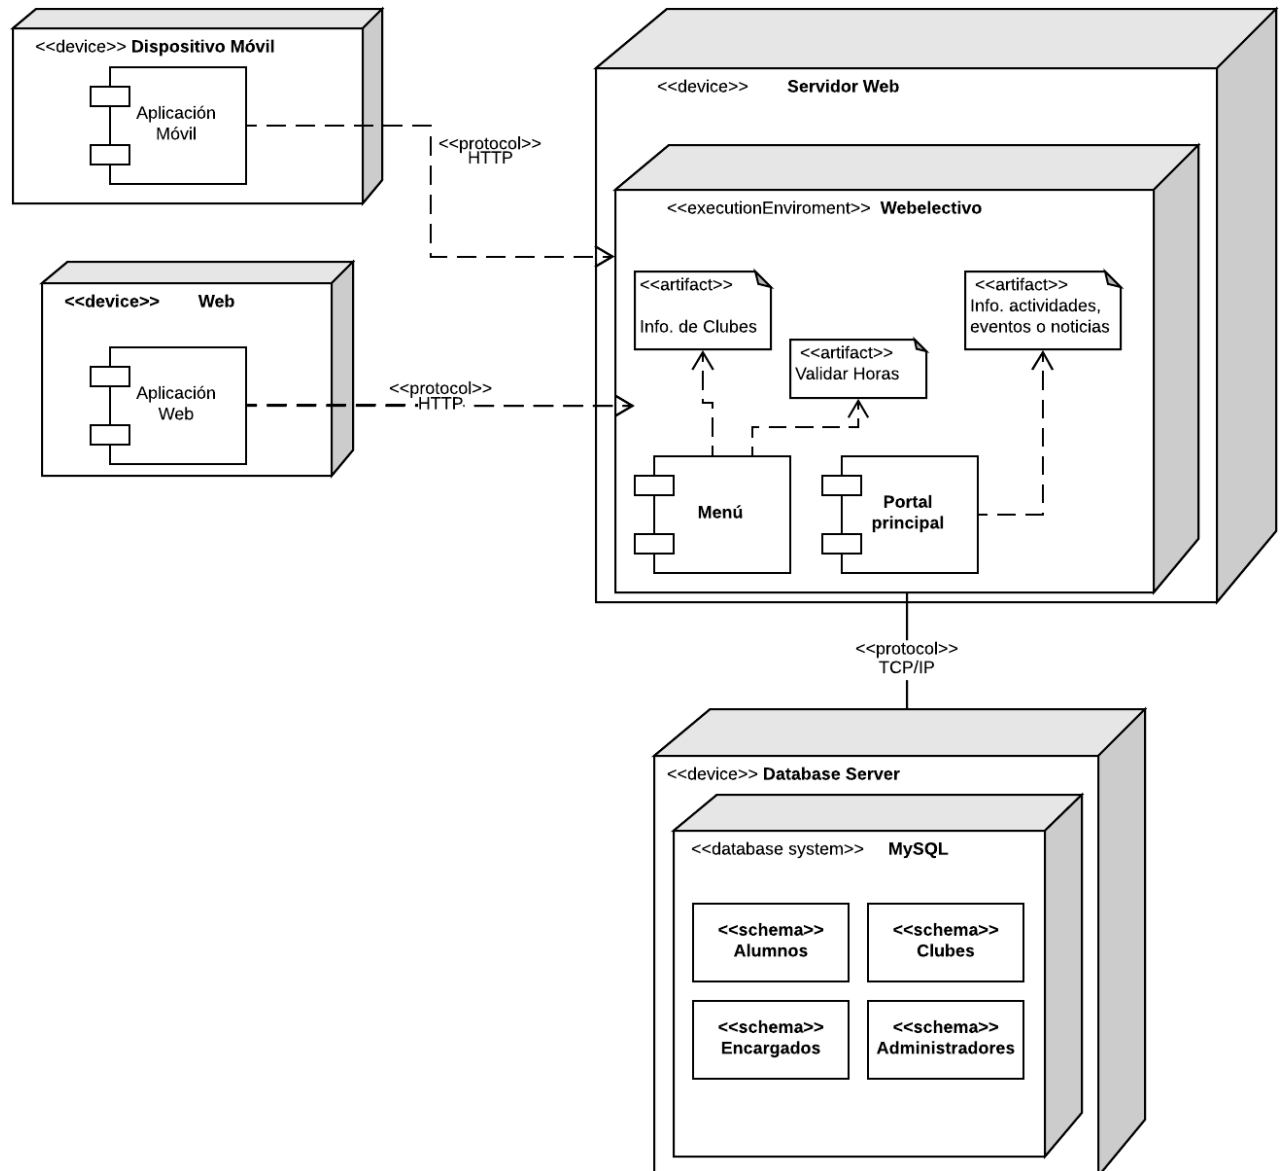 <<device>> Dispositivo Móvil
Aplicación
Móvil
<<protocol>>
HTTP
<<device>> Web
Aplicación
Web
<<protocol>>
HTTP
<<device>> Servidor Web
<<executionEnviroment>> Webelectivo
<<artifact>>
Info. de Clubes
<<artifact>>
Validar Horas
<<artifact>>
Info. actividades,
eventos o noticias
Menú
Portal
principal
<<protocol>>
TCP/IP
<<device>> Database Server
<<database system>> MySQL
<<schema>>
Alumnos
<<schema>>
Clubes
<<schema>>
Encargados
<<schema>>
Administradores